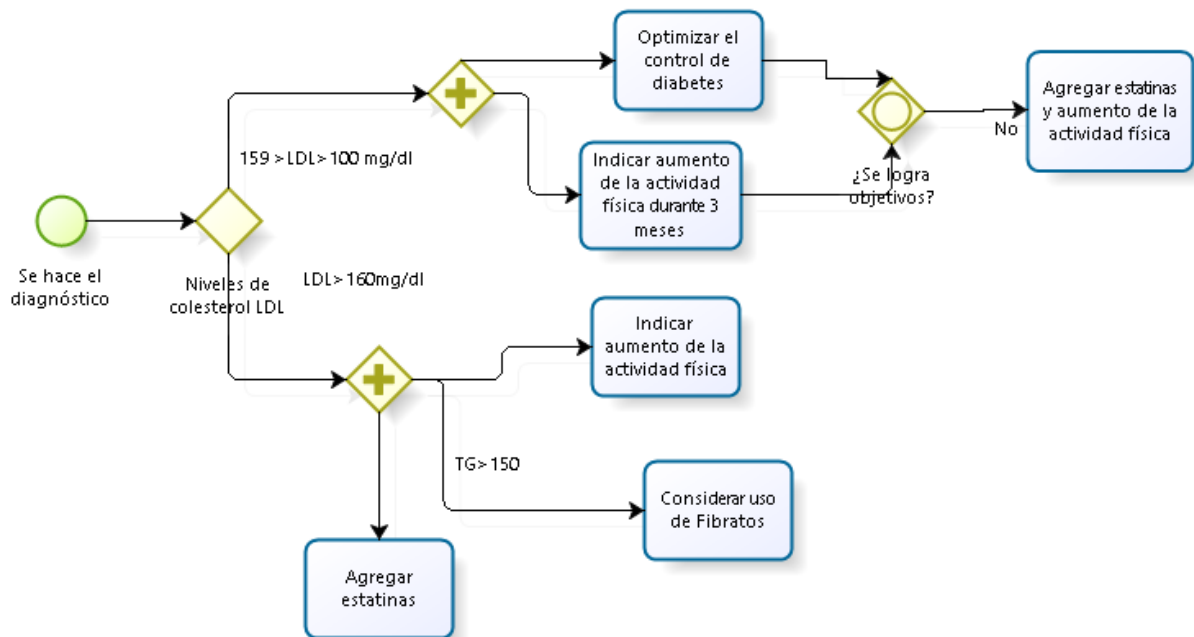 Optimizar el
control de
diabetes
Agregar estatinas
y aumento de la
actividad física
No
159 >LDL> 100 mg/dl
Indicar aumento
de la actividad
física durante 3
meses
¿Se logra
objetivos?
Se hace el
diagnóstico
Niveles de
colesterol LDL
LDL> 160mg/dl
Indicar
aumento de la
actividad física
TG> 150
Considerar uso
de Fibratos
Agregar
estatinas